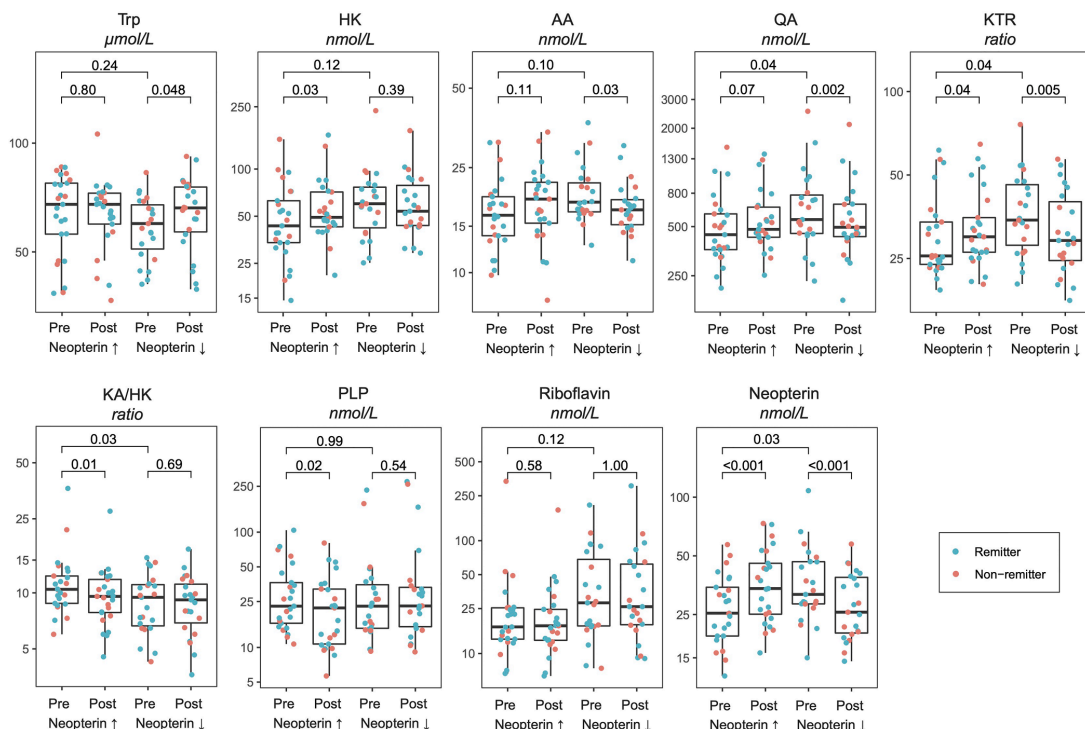 Trp
µmol/L
0.24
0.80
0.048
100
50
Pre Post Pre Post
Neopterin ↑ Neopterin ↓
HK
nmol/L
0.12
0.03
0.39
250
100
50
25
15
Pre Post Pre Post
Neopterin ↑ Neopterin ↓
AA
nmol/L
0.10
0.11
0.03
50
25
15
10
Pre Post Pre Post
Neopterin ↑ Neopterin ↓
QA
nmol/L
0.04
0.07
0.002
3000
2000
1300
800
500
250
Pre Post Pre Post
Neopterin ↑ Neopterin ↓
KTR
ratio
0.04
0.04
0.005
100
50
25
Pre Post Pre Post
Neopterin ↑ Neopterin ↓
KA/HK
ratio
0.03
0.01
0.69
50
25
15
10
5
Pre Post Pre Post
Neopterin ↑ Neopterin ↓
PLP
nmol/L
0.99
0.02
0.54
250
100
50
25
10
5
Pre Post Pre Post
Neopterin ↑ Neopterin ↓
Riboflavin
nmol/L
0.12
0.58
1.00
500
250
100
50
25
10
Pre Post Pre Post
Neopterin ↑ Neopterin ↓
Neopterin
nmol/L
0.03
<0.001
<0.001
100
50
25
15
Pre Post Pre Post
Neopterin ↑ Neopterin ↓
Remitter
Non−remitter